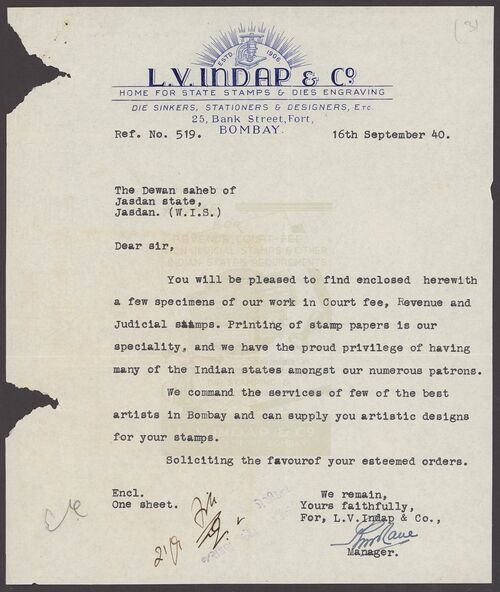 (3)
ESTD 1908
L.V. INDAP & Co.
HOME FOR STATE STAMPS & DIES ENGRAVING
DIE SINKERS, STATIONERS & DESIGNERS, ETC.
25, Bank Street, Fort,
BOMBAY.
Ref. No. 519.
16th September 40.
The Dewan saheb of
Jasdan state,
Jasdan. (W.I.S.)
Dear sir,
You will be pleased to find enclosed herewith
a few specimens of our work in Court fee, Revenue and
Judicial stamps. Printing of stamp papers is our
speciality, and we have the proud privilege of having
many of the Indian states amongst our numerous patrons.
We command the services of few of the best
artists in Bombay and can supply you artistic designs
for your stamps.
Soliciting the favourof your esteemed orders.
Encl.
One sheet.
We remain,
Yours faithfully,
For, L.V.Indap & Co.,
Manager.